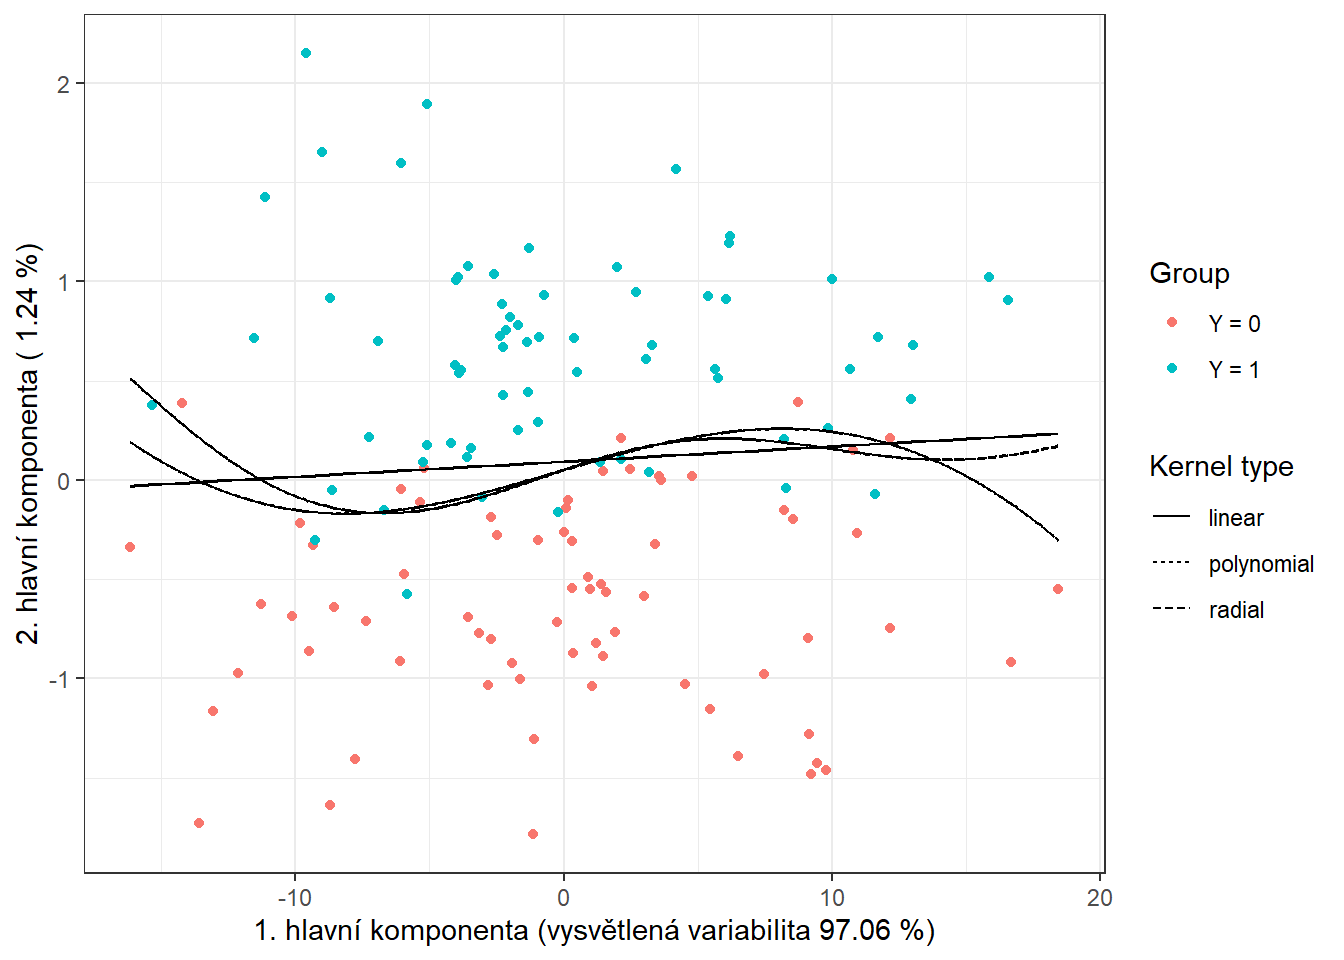 2
1
0
-1
-10
0
10
20
1. hlavní komponenta (vysvětlená variabilita 97.06 %)
2. hlavní komponenta ( 1.24 %)
Group
Y = 0
Y = 1
Kernel type
linear
polynomial
radial